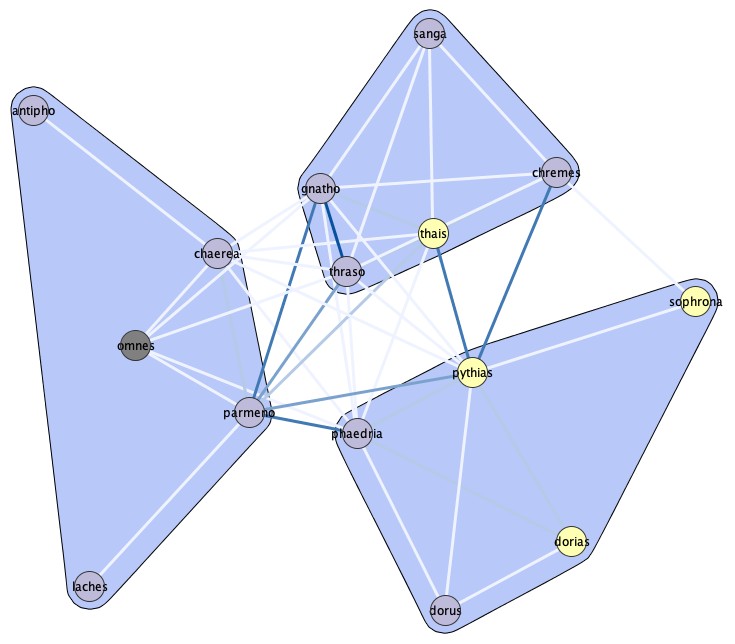 sanga
antipho
chremes
gnatho
thais
chaerea
thraso
sophrona
omnes
pythias
parmeno
phaedria
dorias
laches
dorus